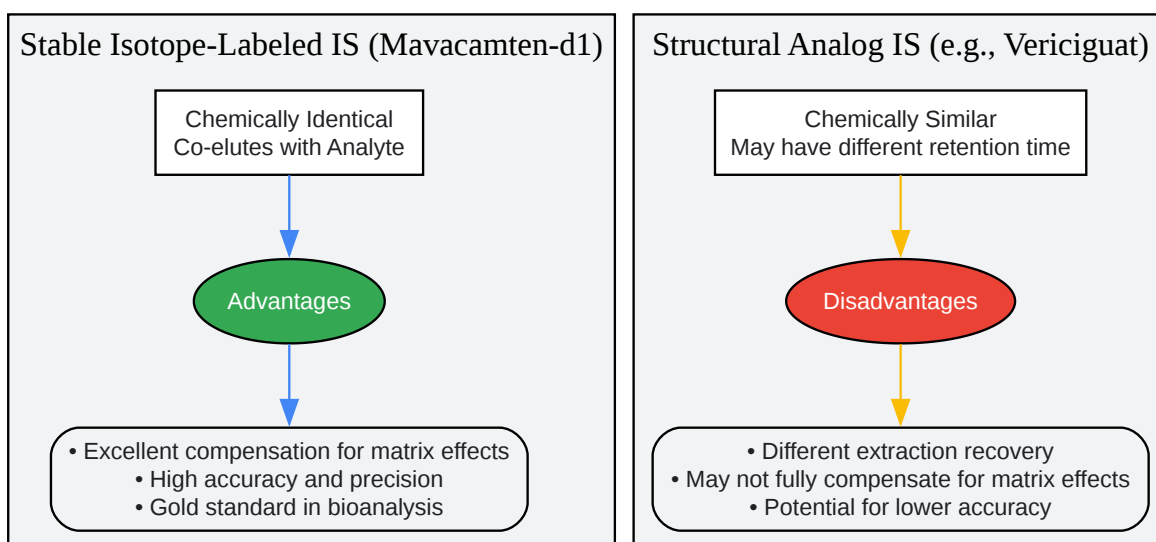 Stable Isotope-Labeled IS (Mavacamten-d1)
Chemically Identical
Co-elutes with Analyte
Advantages
• Excellent compensation for matrix effects
• High accuracy and precision
• Gold standard in bioanalysis
Structural Analog IS (e.g., Vericiguat)
Chemically Similar
May have different retention time
Disadvantages
• Different extraction recovery
• May not fully compensate for matrix effects
• Potential for lower accuracy